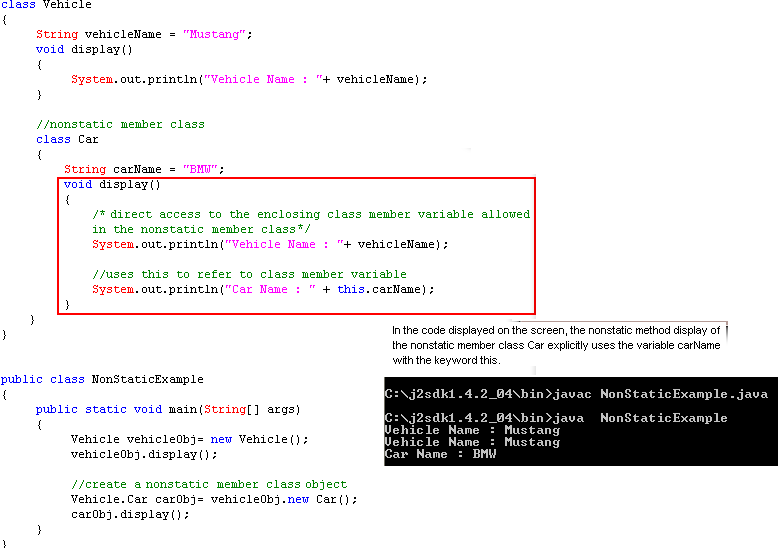 class Vehicle
{
String vehicleName = "Mustang";
void display()
{
System.out.println("Vehicle Name : "+ vehicleName);
}
//nonstatic member class
class Car
{
String carName = "BMW";
void display()
{
/* direct access to the enclosing class member variable allowed
in the nonstatic member class*/
System.out.println("Vehicle Name : "+ vehicleName);
//uses this to refer to class member variable
System.out.println("Car Name : " + this.carName);
}
}
}
In the code displayed on the screen, the nonstatic method display of
the nonstatic member class Car explicitly uses the variable carName
with the keyword this.
public class NonStaticExample
{
public static void main(String[] args)
{
Vehicle vehicleObj= new Vehicle();
vehicleObj.display();
//create a nonstatic member class object
Vehicle.Car carObj= vehicleObj.new Car();
carObj.display();
}
}
C:\j2sdk1.4.2_04\bin>javac NonStaticExample.java
C:\j2sdk1.4.2_04\bin>java  NonStaticExample
Vehicle Name : Mustang
Vehicle Name : Mustang
Car Name : BMW